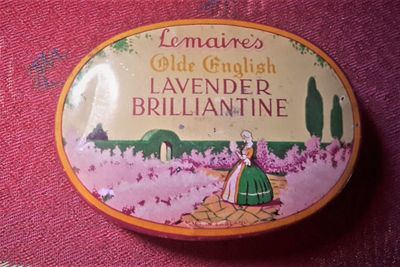 Lemaire's
Olde English
LAVENDER
BRILLIANTINE